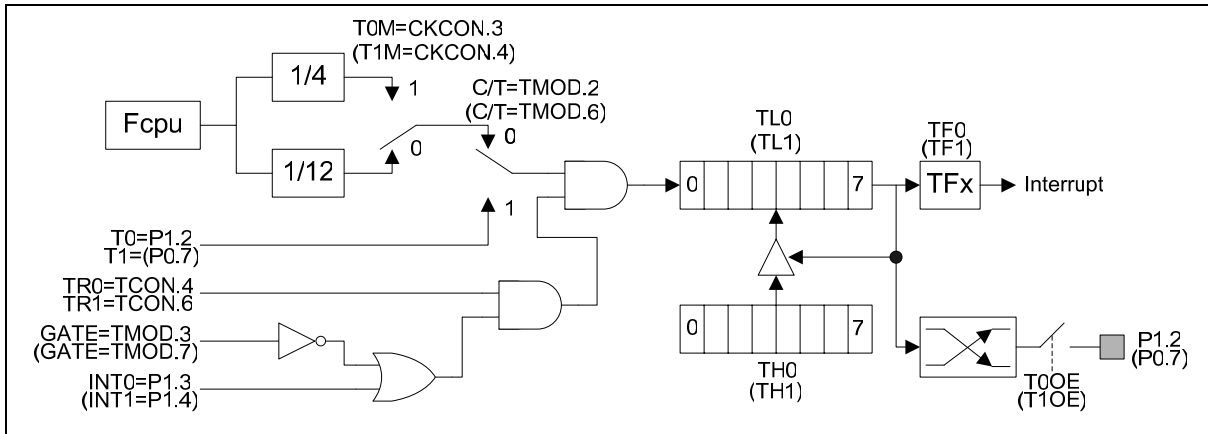 T0M=CKCON.3
(T1M=CKCON.4)
1/4
1
C/T=TMOD.2
(C/T=TMOD.6)
Fcpu
0
0
1/12
TL0
(TL1)
TF0
(TF1)
0
7
TFx
Interrupt
1
T0=P1.2
T1=(P0.7)
TR0=TCON.4
TR1=TCON.6
GATE=TMOD.3
(GATE=TMOD.7)
INT0=P1.3
(INT1=P1.4)
0
7
TH0
(TH1)
P1.2
(P0.7)
T0OE
(T1OE)